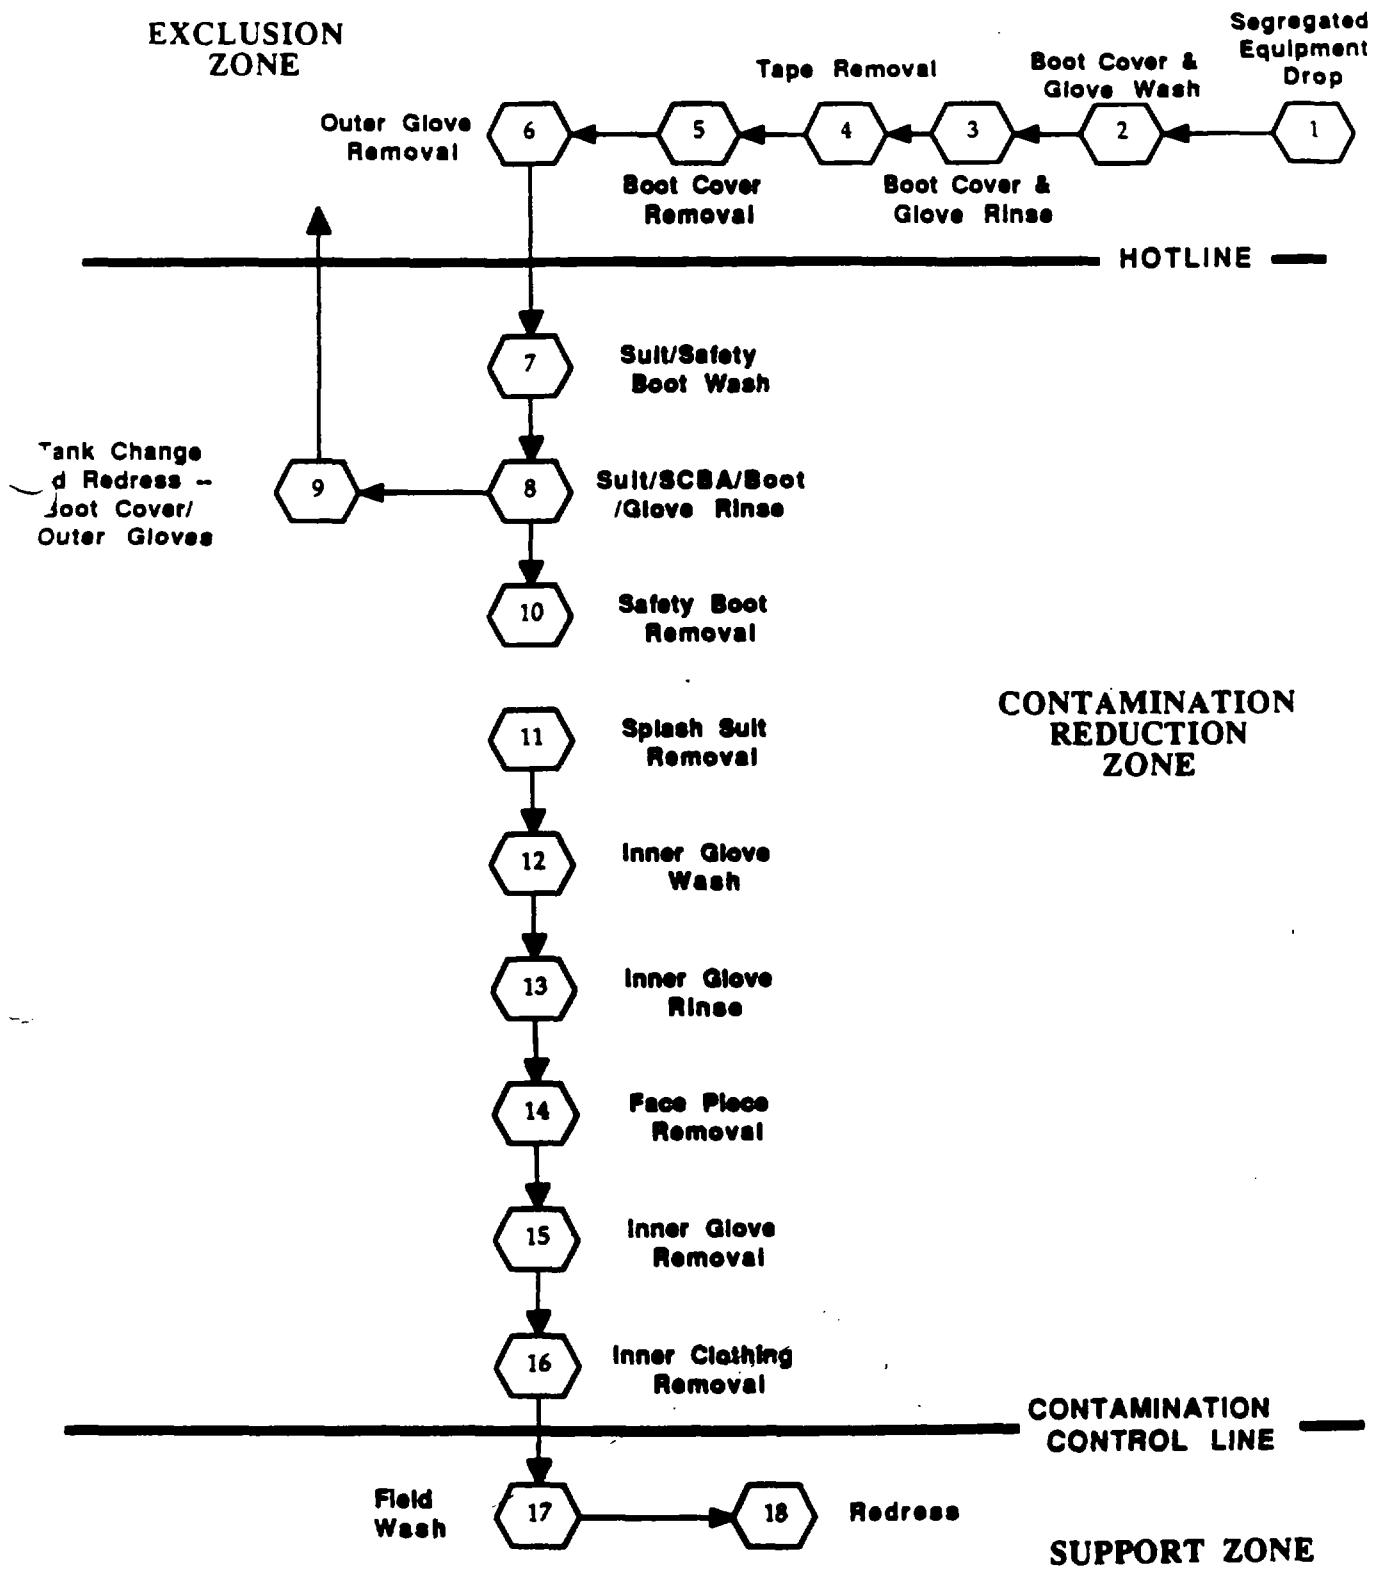 EXCLUSION
ZONE
Segregated
Equipment
Drop
Boot Cover &
Glove Wash
Tape Removal
Outer Glove
Removal
6
5
4
3
2
1
Boot Cover
Removal
Boot Cover &
Glove Rinse
HOTLINE
7
Suit/Safety
Boot Wash
Tank Change
d Redress --
Boot Cover/
Outer Gloves
9
8
Suit/SCBA/Boot
/Glove Rinse
10
Safety Boot
Removal
CONTAMINATION
REDUCTION
ZONE
11
Splash Suit
Removal
12
Inner Glove
Wash
13
Inner Glove
Rinse
14
Face Piece
Removal
15
Inner Glove
Removal
16
Inner Clothing
Removal
CONTAMINATION
CONTROL LINE
Field
Wash
17
18
Redress
SUPPORT ZONE